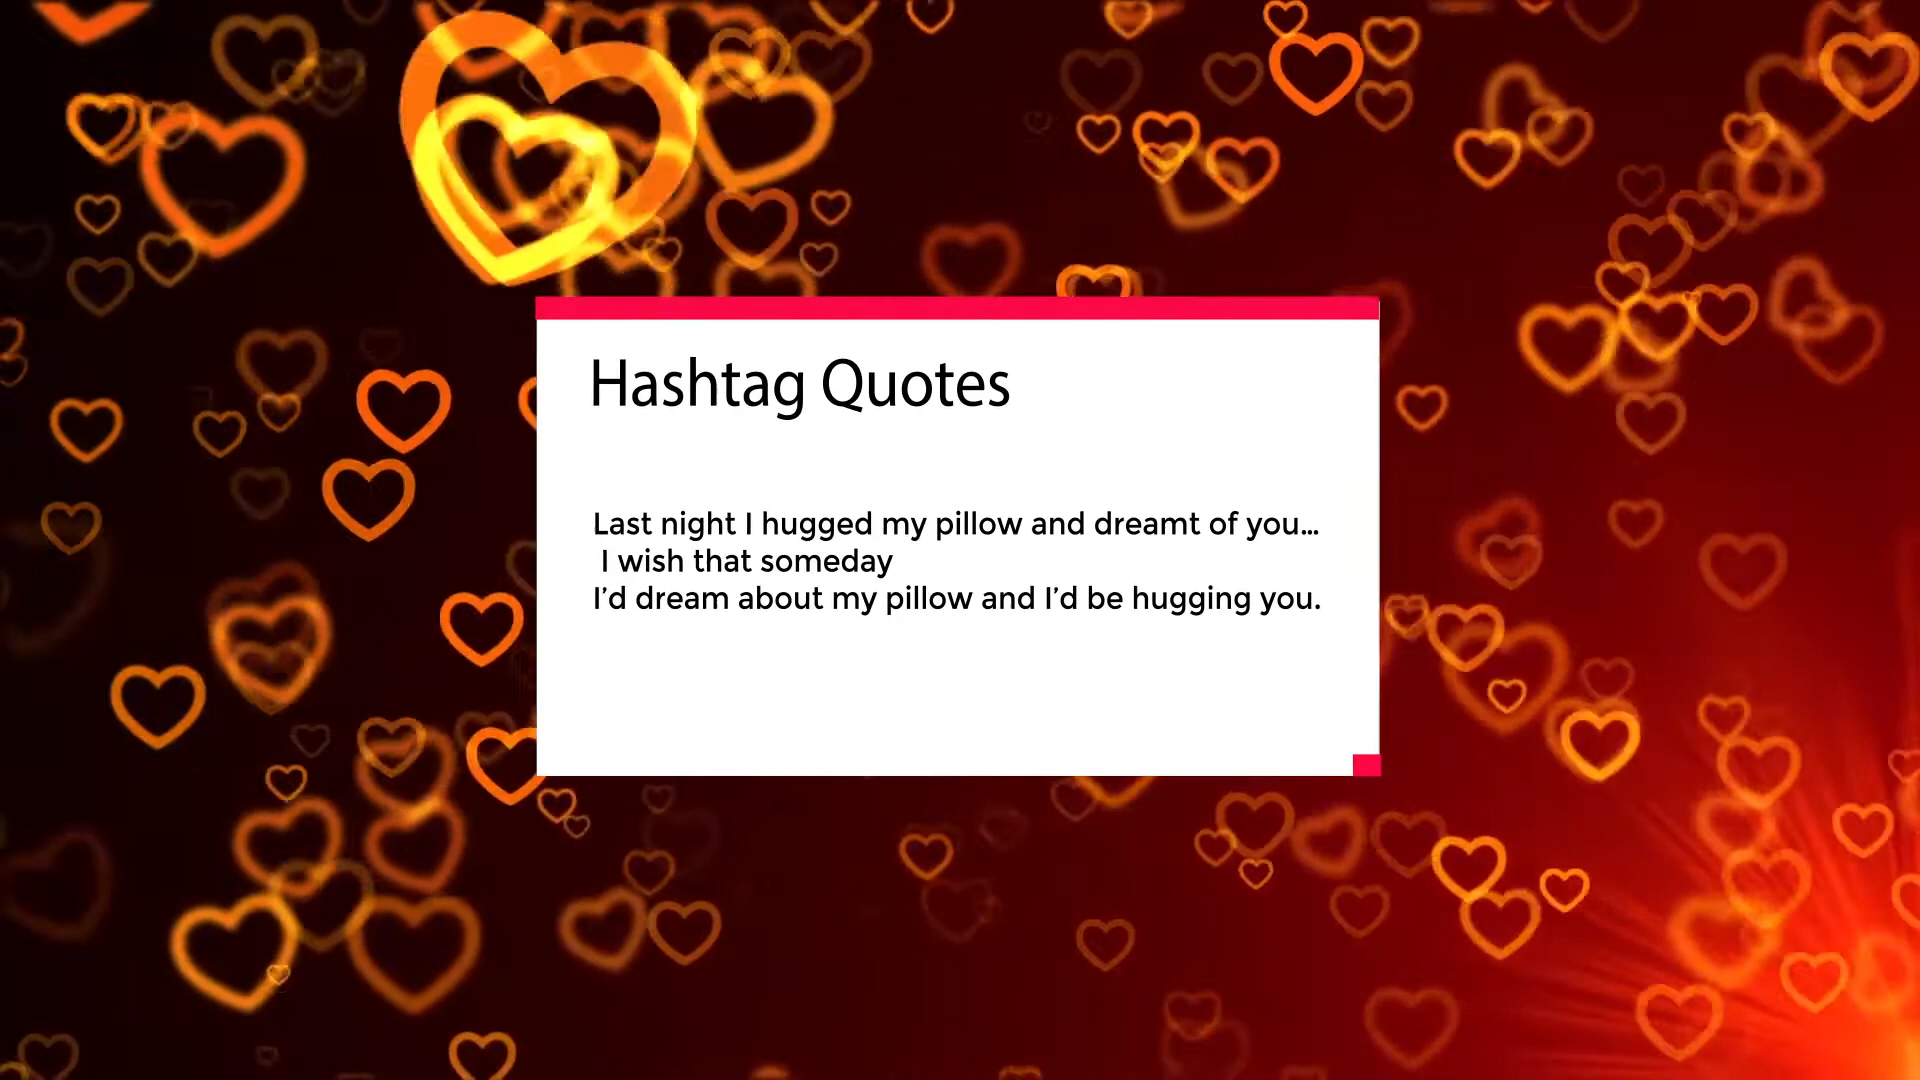 Hashtag Quotes
Last night I hugged my pillow and dreamt of you...
I wish that someday
I'd dream about my pillow and I'd be hugging you.